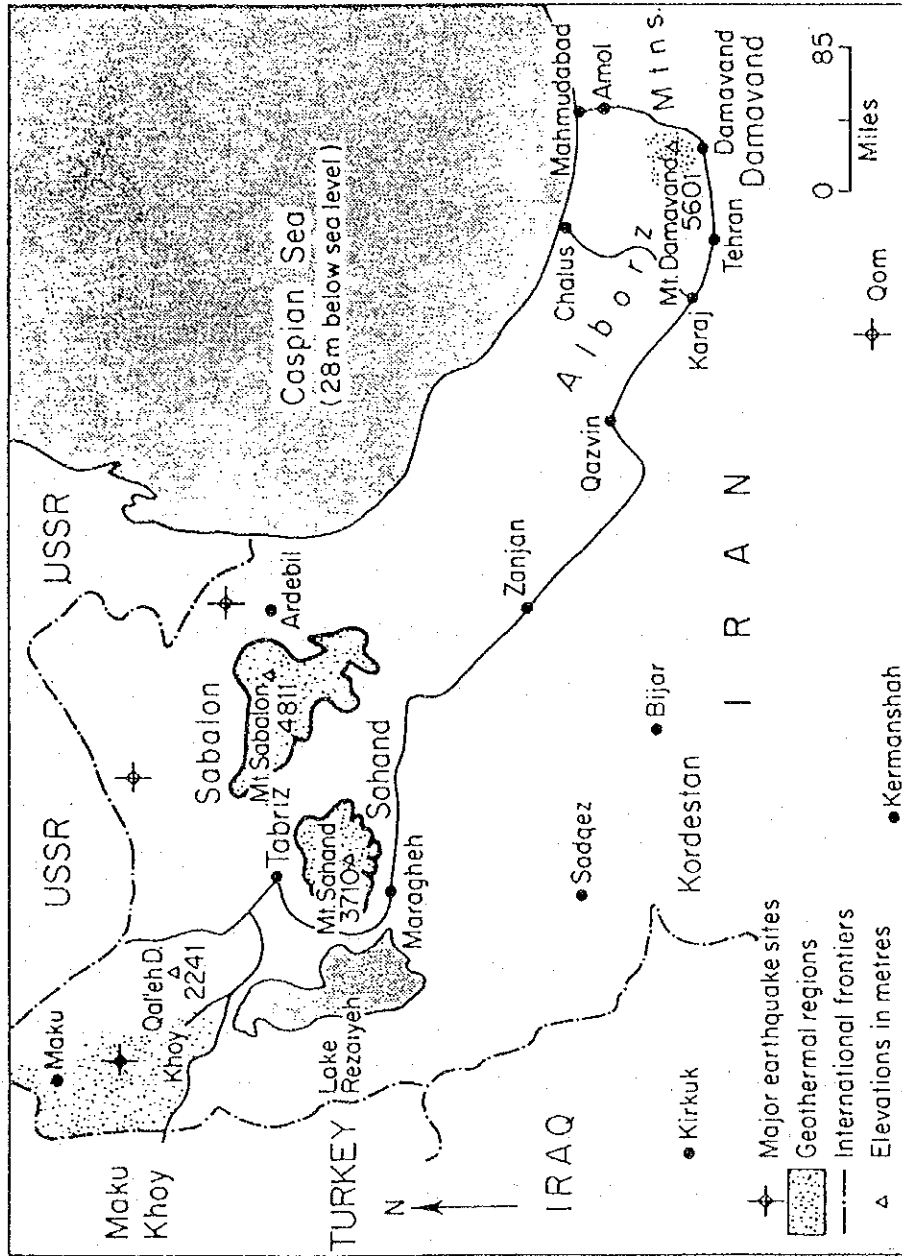 USSR
USSR
Caspian Sea
(28m below sea level)
Maku
Khoy
Maku
Qal'eh D.
2241
Khoy
Sabalon
Mt Sabalon
4811
Ardebil
Tabriz
Mt. Sahand
3710
Sahand
Maragheh
Lake
Rezaiyeh
TURKEY
N
IRAQ
Kirkuk
Saqqez
Kordestan
Bijar
Kermanshah
Zanjan
Qazvin
IRAN
Alborz Mtns.
Chalus
Mahmudabad
Amol
Mt. Damavand
5601
Damavand
Damavand
Karaj
Tehran
Qom
Major earthquake sites
Geothermal regions
International frontiers
Elevations in metres
0 85
Miles